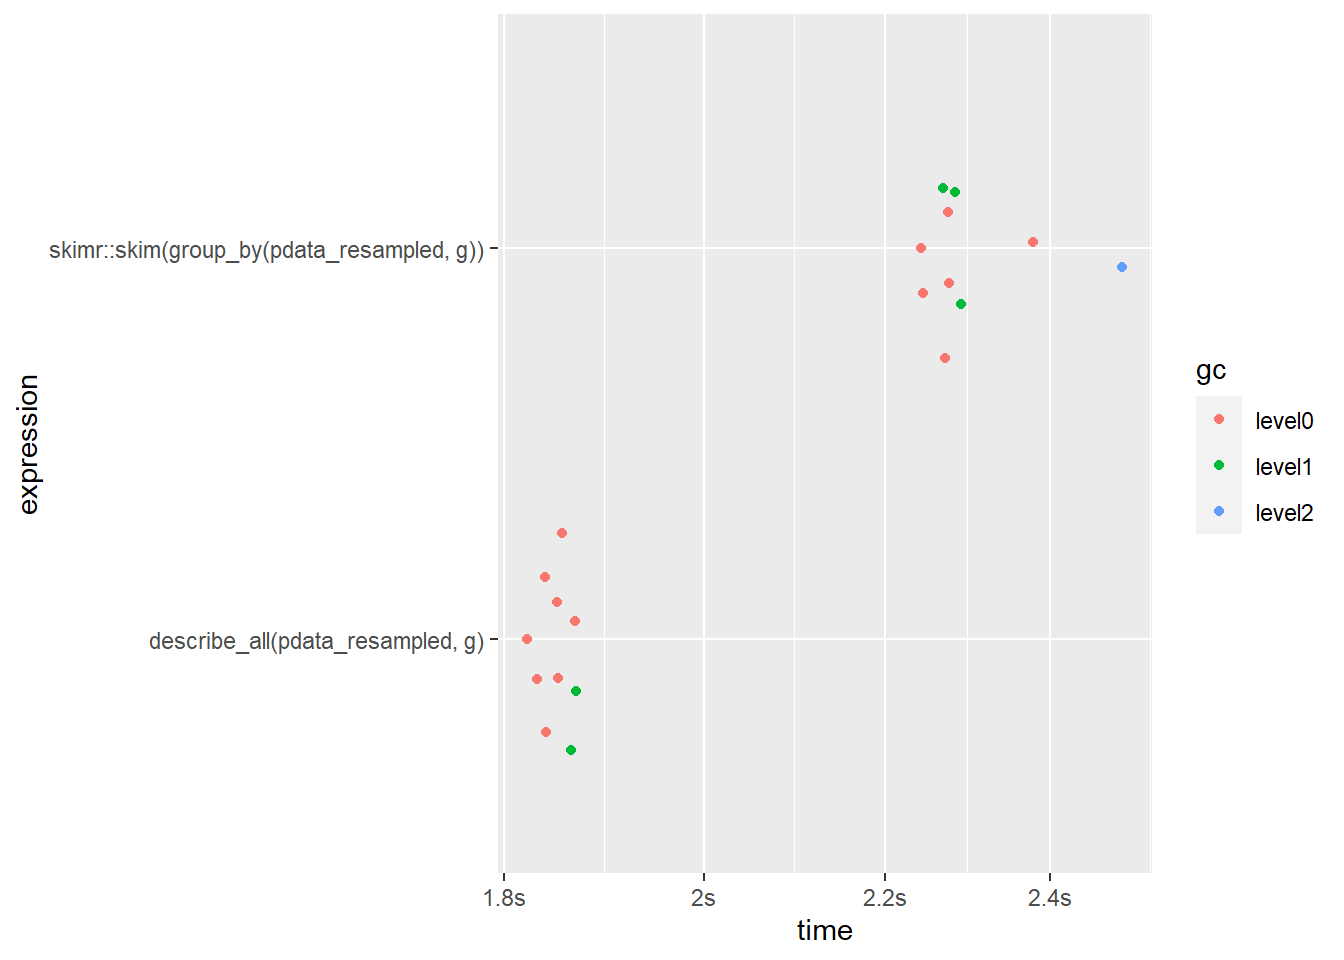 expression
skimr::skim(group_by(pdata_resampled, g))
describe_all(pdata_resampled, g)
1.8s 2s 2.2s 2.4s
time
gc
level0
level1
level2